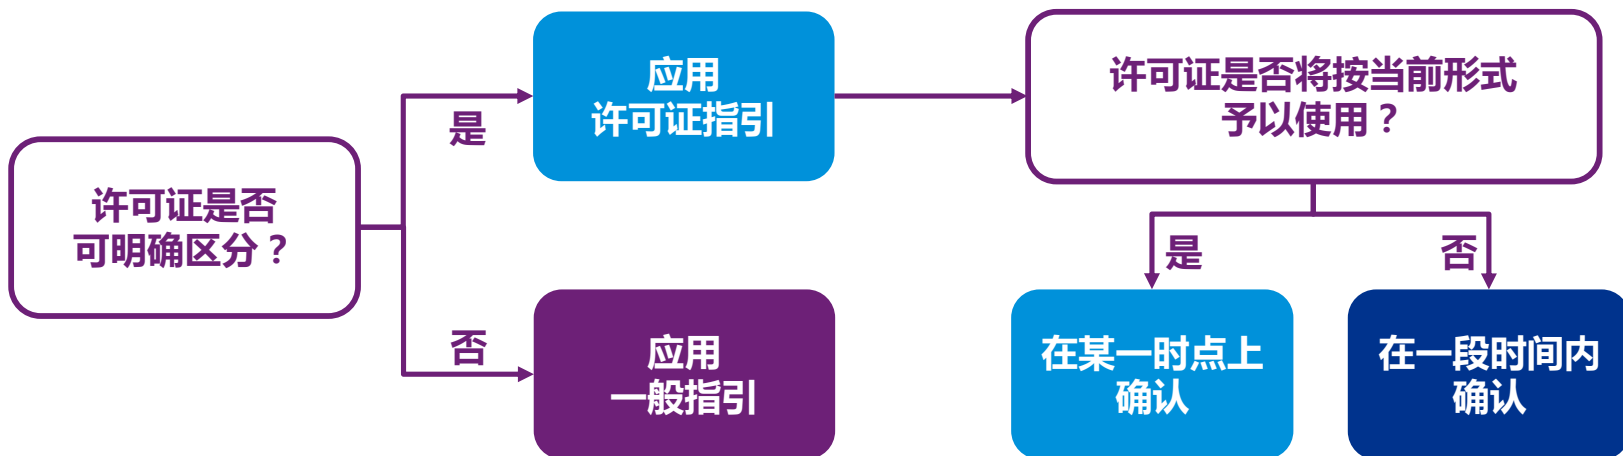 应用
许可证指引
许可证是否将按当前形式
予以使用？
是
许可证是否
可明确区分？
是
否
否
应用
一般指引
在某一时点上
确认
在一段时间内
确认